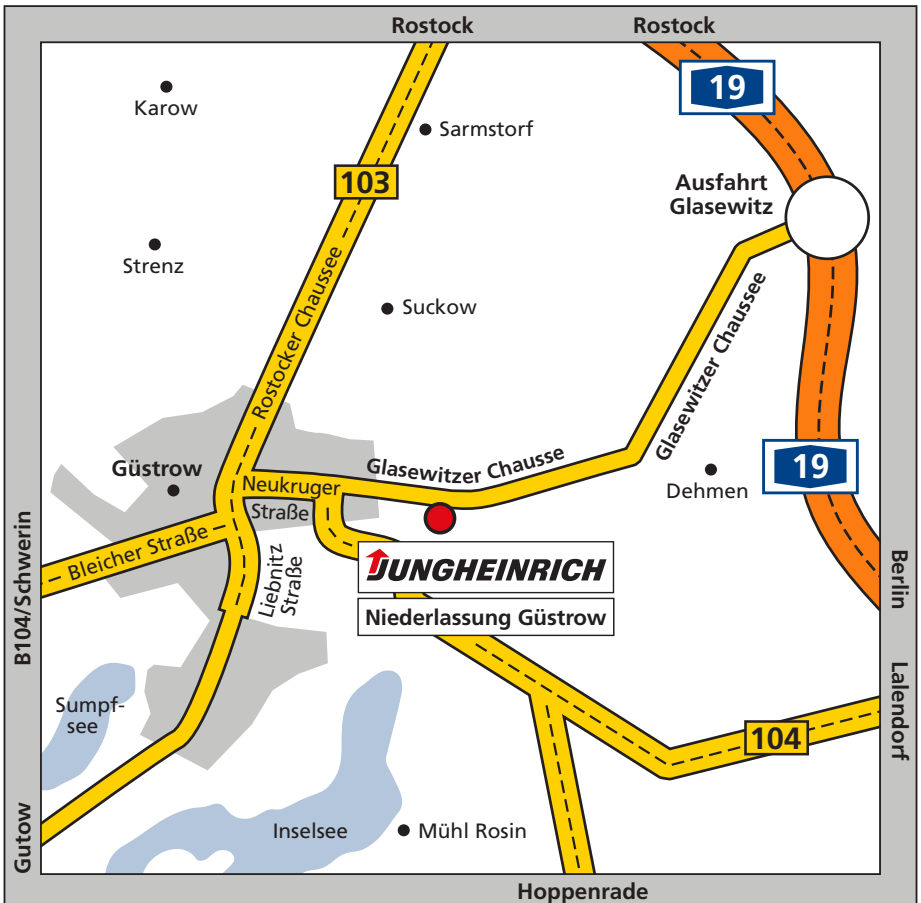 Rostock
Rostock
19
Karow
Sarmstorf
103
Ausfahrt
Glasewitz
Strenz
Suckow
Rostocker Chaussee
Glasewitzer Chaussee
Güstrow
Glasewitzer Chausse
19
Dehmen
Neukruger
Straße
Bleicher Straße
Liebnitz
Straße
JUNGHEINRICH
Niederlassung Güstrow
B104/Schwerin
Berlin
Lalendorf
Sumpf-
see
104
Gutow
Inselsee
Mühl Rosin
Hoppenrade